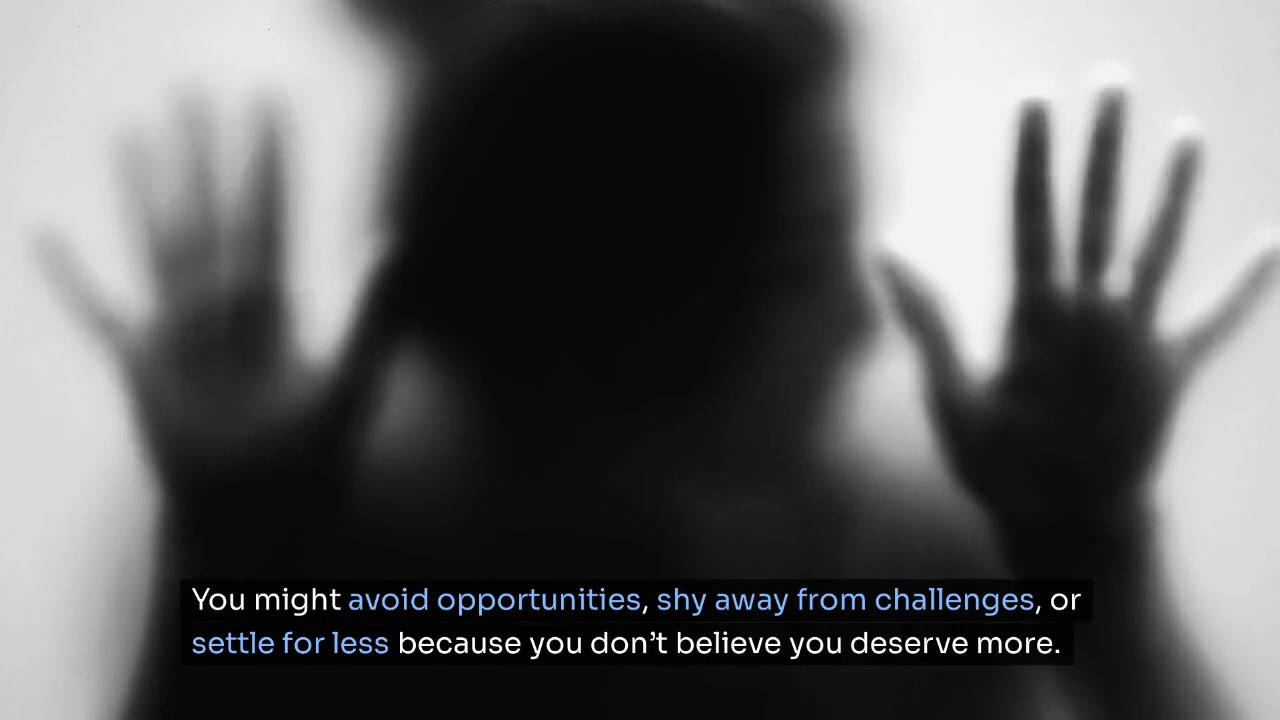 You might avoid opportunities, shy away from challenges, or
settle for less because you don’t believe you deserve more.